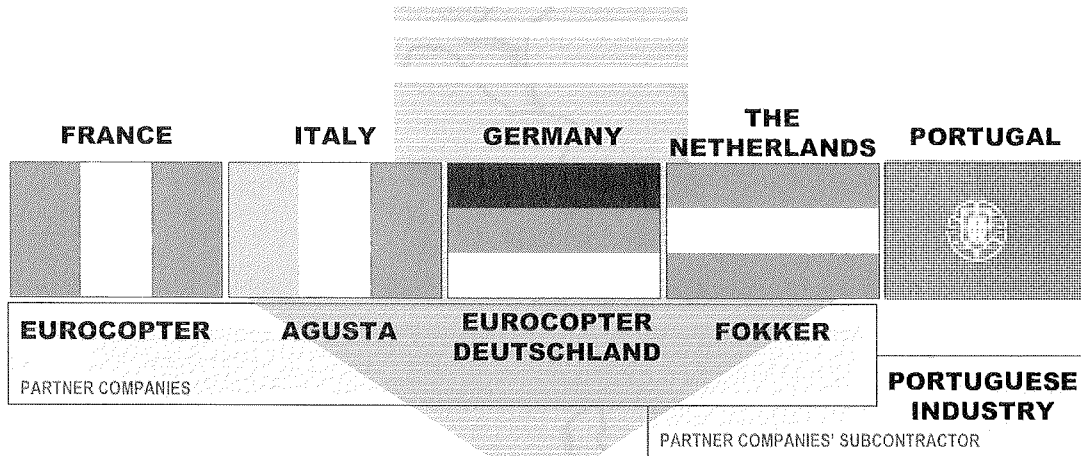 FRANCE
ITALY
GERMANY
THE
NETHERLANDS
PORTUGAL
EUROCOPTER
AGUSTA
EUROCOPTER
DEUTSCHLAND
FOKKER
PARTNER COMPANIES
PORTUGUESE
INDUSTRY
PARTNER COMPANIES' SUBCONTRACTOR